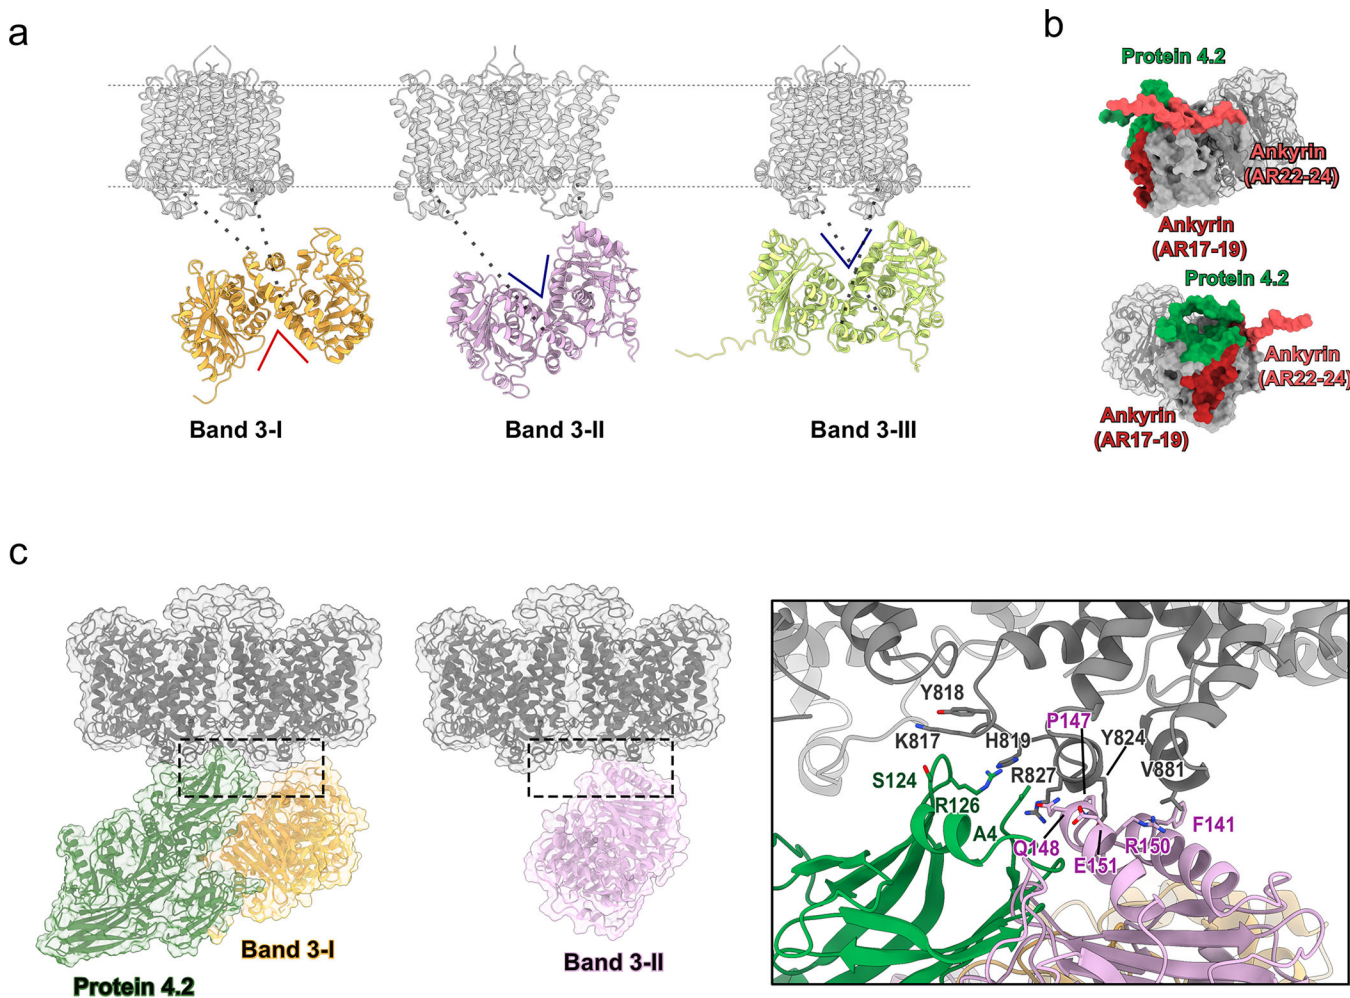 a
Band 3-I
Band 3-II
Band 3-III
b
Protein 4.2
Ankyrin
(AR22-24)
Ankyrin
(AR17-19)
Protein 4.2
Ankyrin
(AR22-24)
Ankyrin
(AR17-19)
c
Protein 4.2
Band 3-I
Band 3-II
Y818
K817
H819
P147
Y824
V881
S124
R827
R126
A4
Q148
E151
R150
F141